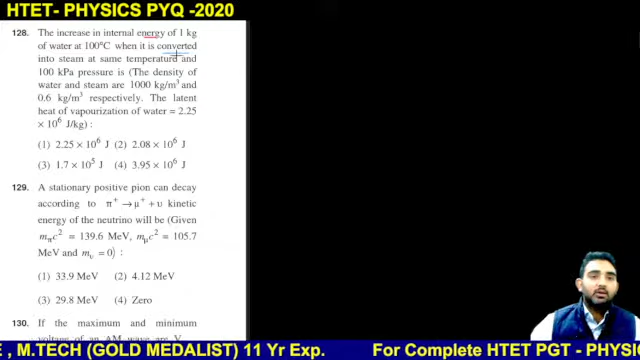 HTET- PHYSICS PYQ -2020
128. The increase in internal energy of 1 kg
of water at 100°C when it is converted
into steam at same temperature and
100 kPa pressure is (The density of
water and steam are 1000 kg/m³ and
0.6 kg/m³ respectively. The latent
heat of vapourization of water = 2.25
× 10⁶ J/kg) :
(1) 2.25 × 10⁶ J (2) 2.08 × 10⁶ J
(3) 1.7 × 10⁵ J (4) 3.95 × 10⁶ J
129. A stationary positive pion can decay
according to π⁺ → μ⁺ + υ kinetic
energy of the neutrino will be (Given
m_π c² = 139.6 MeV, m_μ c² = 105.7
MeV and m_υ = 0) :
(1) 33.9 MeV (2) 4.12 MeV
(3) 29.8 MeV (4) Zero
130. If the maximum and minimum
voltage of an AM wave are V
, M.TECH (GOLD MEDALIST) 11 Yr Exp. For Complete HTET PGT - PHYSIC